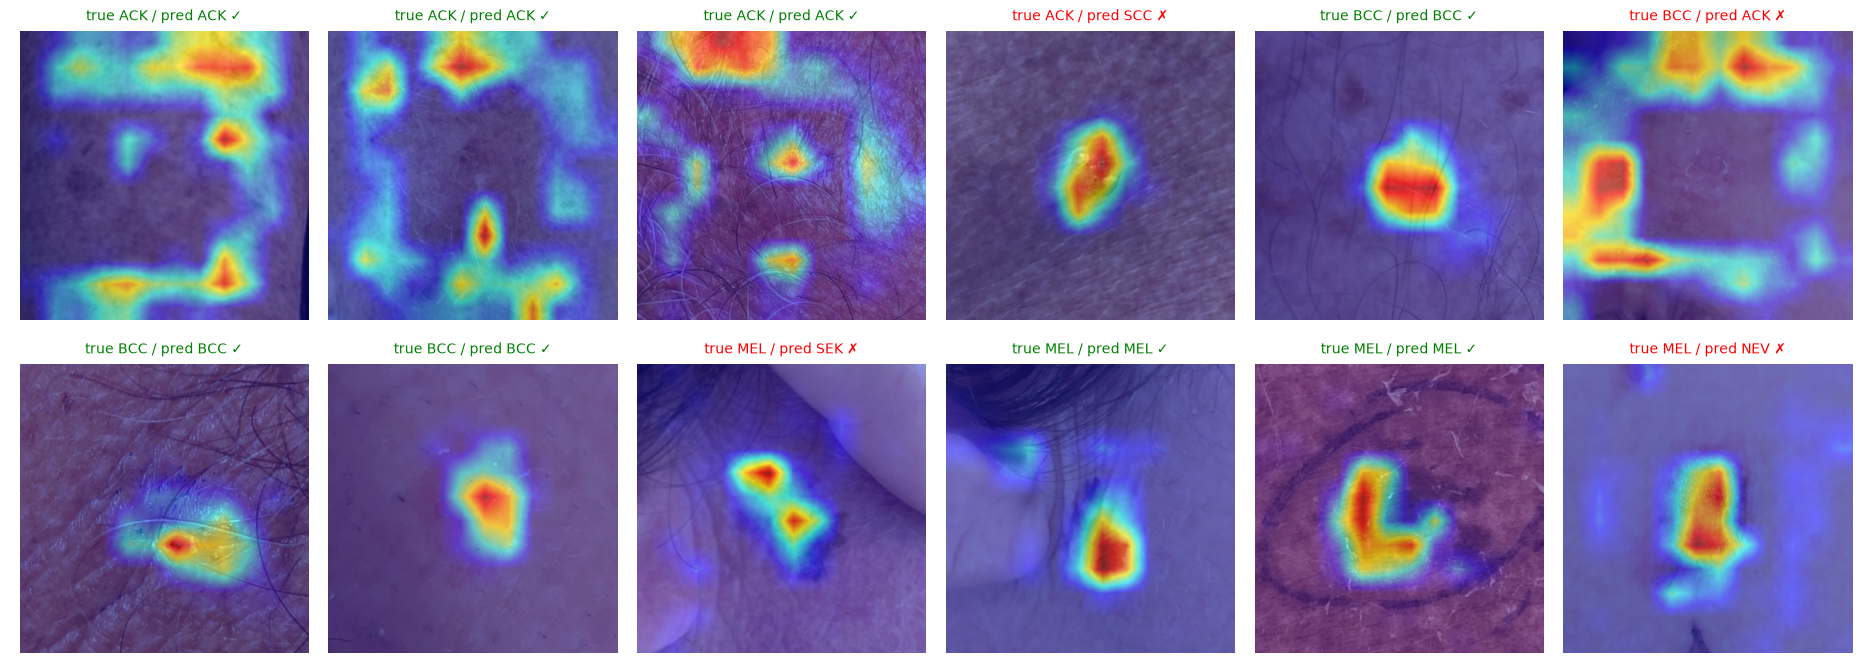 true ACK / pred ACK ✓
true ACK / pred ACK ✓
true ACK / pred ACK ✓
true ACK / pred SCC ✗
true BCC / pred BCC ✓
true BCC / pred ACK ✗
true BCC / pred BCC ✓
true BCC / pred BCC ✓
true MEL / pred SEK ✗
true MEL / pred MEL ✓
true MEL / pred MEL ✓
true MEL / pred NEV ✗